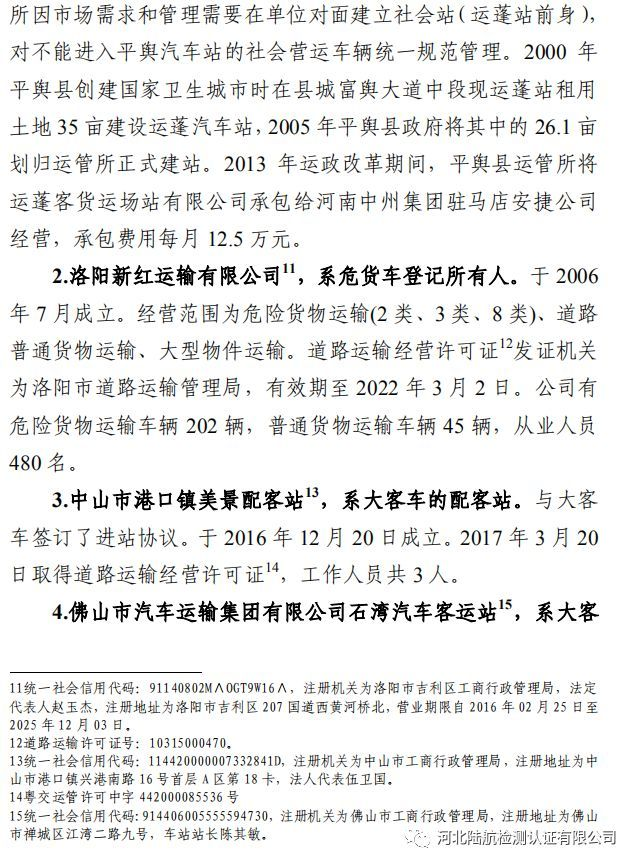 所因市场需求和管理需要在单位对面建立社会站(运蓬站前身),
对不能进入平舆汽车站的社会营运车辆统一规范管理。2000 年
平舆县创建国家卫生城市时在县城富舆大道中段现运蓬站租用
土地 35 亩建设运蓬汽车站,2005 年平舆县政府将其中的 26.1 亩
划归运管所正式建站。2013 年运政改革期间，平舆县运管所将
运蓬客货运场站有限公司承包给河南中州集团驻马店安捷公司
经营，承包费用每月 12.5 万元。
2.洛阳新红运输有限公司11，系危货车登记所有人。于 2006
年 7 月成立。经营范围为危险货物运输(2 类、3 类、8 类)、道路
普通货物运输、大型物件运输。道路运输经营许可证12发证机关
为洛阳市道路运输管理局，有效期至 2022 年 3 月 2 日。公司有
危险货物运输车辆 202 辆，普通货物运输车辆 45 辆，从业人员
480 名。
3.中山市港口镇美景配客站13，系大客车的配客站。与大客
车签订了进站协议。于 2016 年 12 月 20 日成立。2017 年 3 月 20
日取得道路运输经营许可证14，工作人员共 3 人。
4.佛山市汽车运输集团有限公司石湾汽车客运站15，系大客
11统一社会信用代码：91140802MΛ0GT9W16Λ，注册机关为洛阳市吉利区工商行政管理局，法定
代表人赵玉杰，注册地址为洛阳市吉利区 207 国道西黄河桥北，营业期限自 2016 年 02 月 25 日至
2025 年 12 月 03 日。
12道路运输许可证号：10315000470。
13统一社会信用代码：114420000007332841D，注册机关为中山市工商行政管理局，注册地址为中
山市港口镇兴港南路 16 号首层 A 区第 18 卡，法人代表伍卫国。
14粤交运管许可中字 442000085536 号
15统一社会信用代码：914406005555594730，注册机关为佛山市工商行政管理局，注册地址为佛山
市禅城区江湾二路九号，车站站长陈其敏。
河北陆航检测认证有限公司